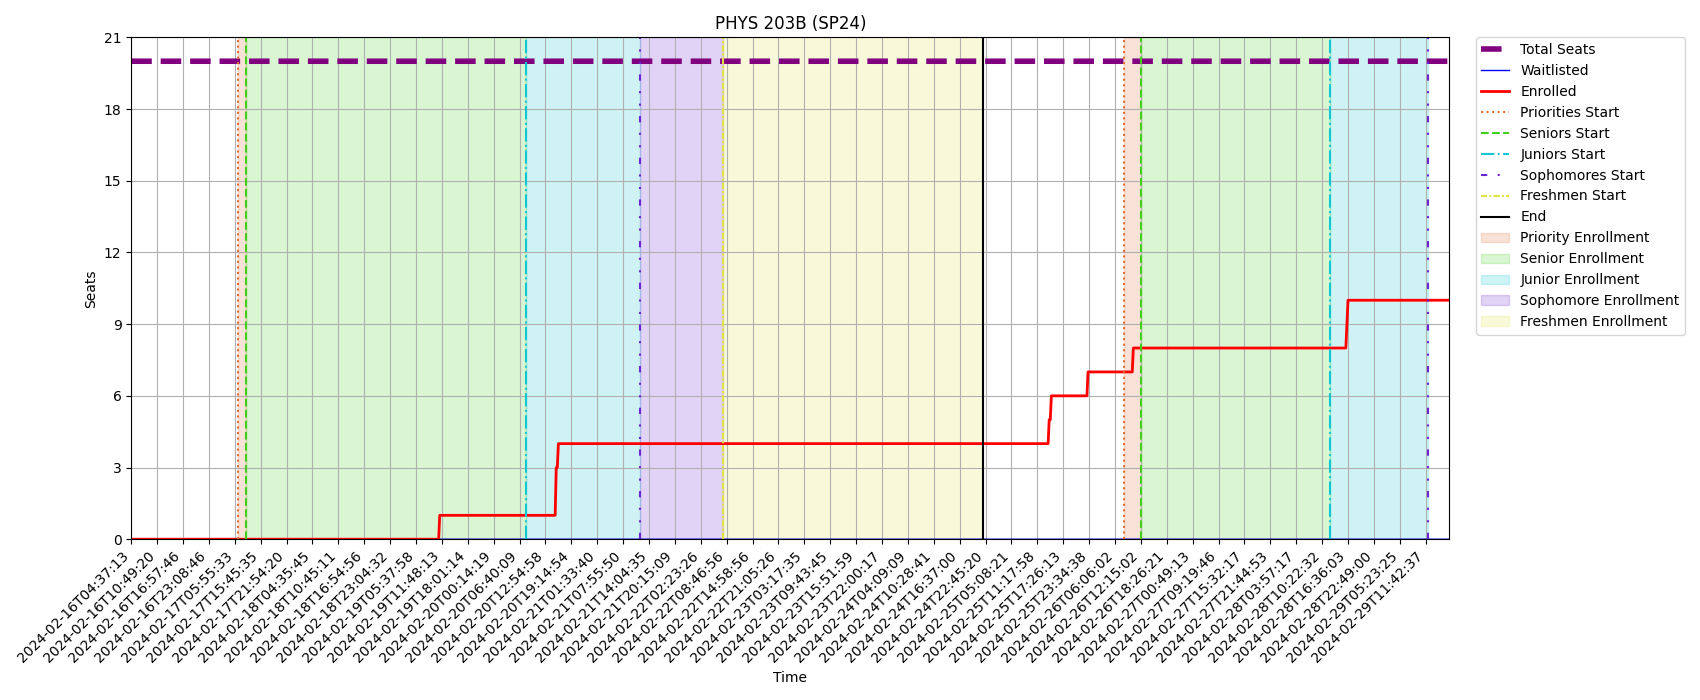 PHYS 203B (SP24)
21
18
15
12
9
6
3
0
Seats
2024-02-16T04:37:13
2024-02-16T10:49:20
2024-02-16T16:57:46
2024-02-16T23:08:46
2024-02-17T05:55:33
2024-02-17T15:45:35
2024-02-17T21:54:20
2024-02-18T04:35:45
2024-02-18T10:45:11
2024-02-18T16:54:56
2024-02-18T23:04:32
2024-02-19T05:37:58
2024-02-19T11:48:13
2024-02-19T18:01:14
2024-02-20T00:14:19
2024-02-20T06:40:09
2024-02-20T12:54:58
2024-02-20T19:14:54
2024-02-21T01:33:40
2024-02-21T07:55:50
2024-02-21T14:04:35
2024-02-21T20:15:09
2024-02-22T02:23:26
2024-02-22T08:46:56
2024-02-22T14:58:56
2024-02-22T21:05:26
2024-02-23T03:17:35
2024-02-23T09:43:45
2024-02-23T15:51:59
2024-02-23T22:00:17
2024-02-24T04:09:09
2024-02-24T10:28:41
2024-02-24T16:37:00
2024-02-24T22:45:20
2024-02-25T05:08:21
2024-02-25T11:17:58
2024-02-25T17:26:13
2024-02-25T23:34:38
2024-02-26T06:06:02
2024-02-26T12:15:02
2024-02-26T18:26:21
2024-02-27T00:49:13
2024-02-27T09:19:46
2024-02-27T15:32:17
2024-02-27T21:44:53
2024-02-28T03:57:17
2024-02-28T10:22:32
2024-02-28T16:36:03
2024-02-28T22:49:00
2024-02-29T05:23:25
2024-02-29T11:42:37
Time
Total Seats
Waitlisted
Enrolled
Priorities Start
Seniors Start
Juniors Start
Sophomores Start
Freshmen Start
End
Priority Enrollment
Senior Enrollment
Junior Enrollment
Sophomore Enrollment
Freshmen Enrollment